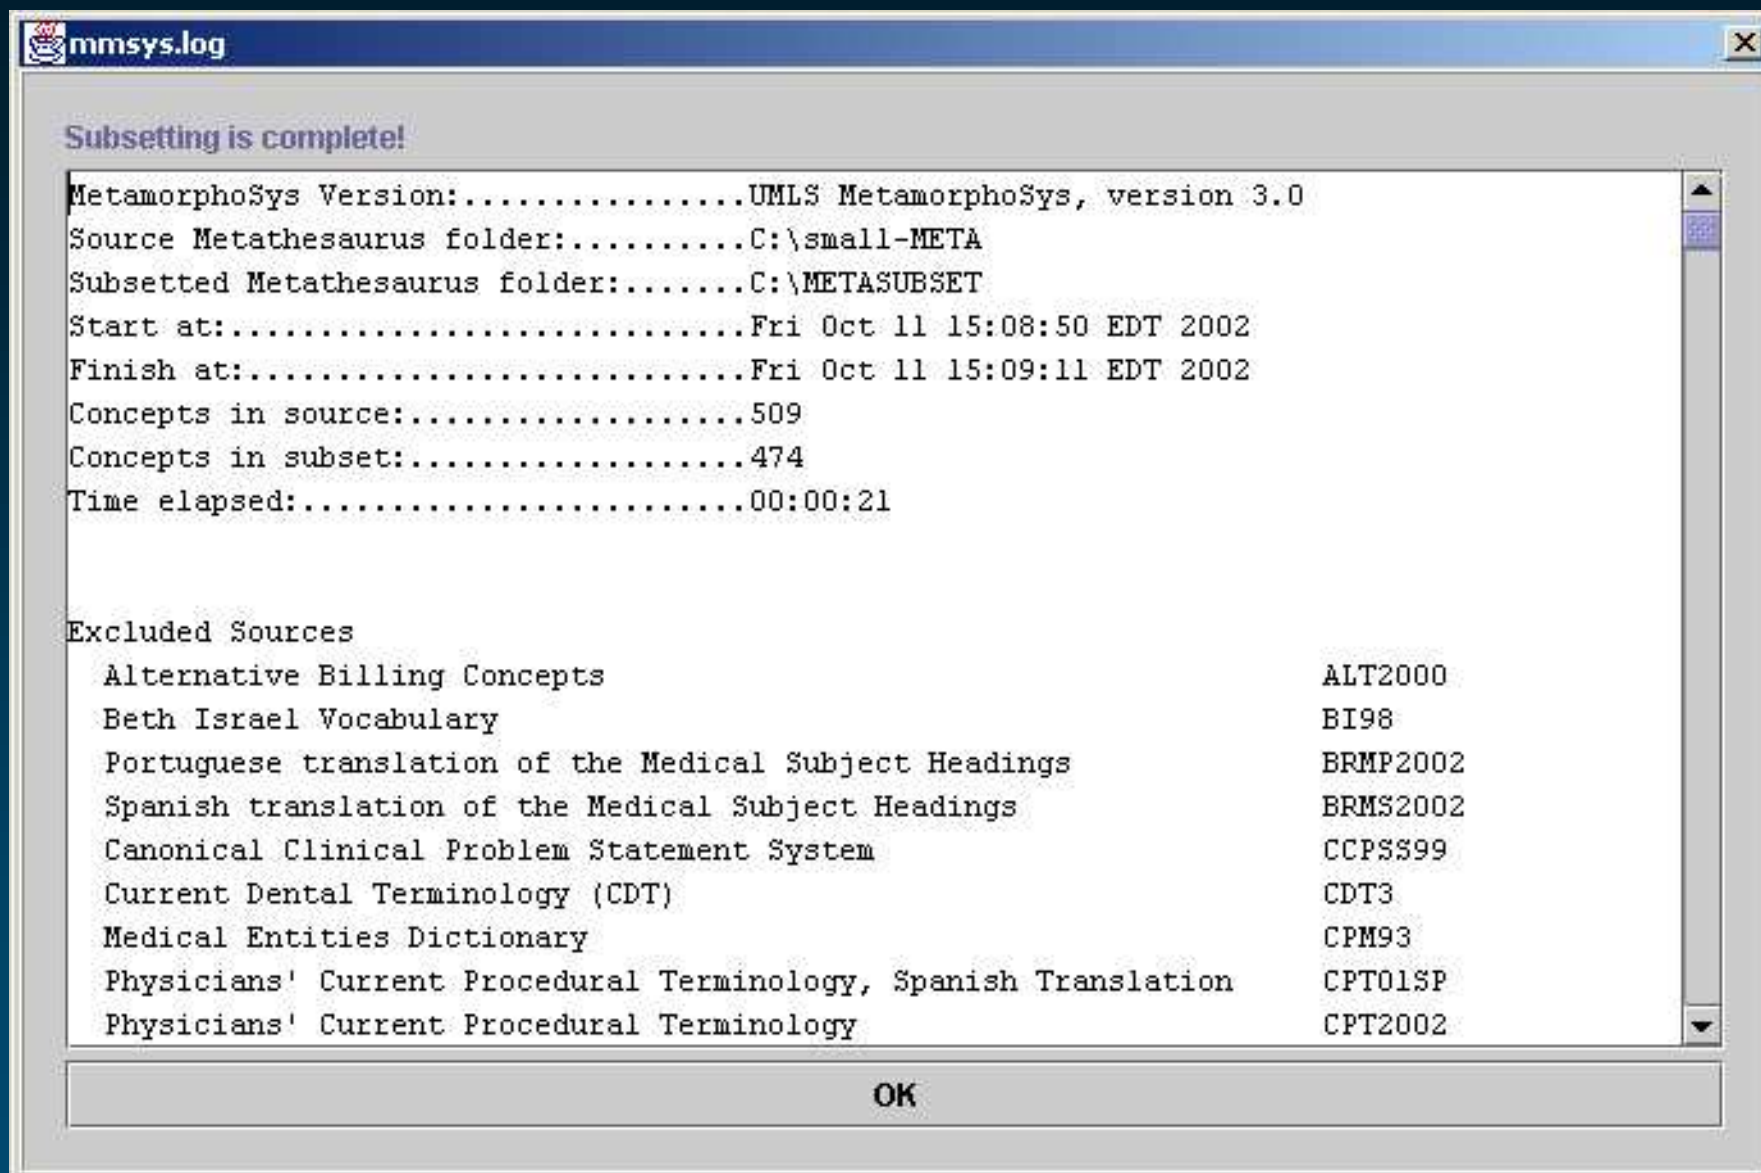 mmsys.log
Subsetting is complete!
MetamorphoSys Version:................UMLS MetamorphoSys, version 3.0
Source Metathesaurus folder:..........C:\small-META
Subsetted Metathesaurus folder:.......C:\METASUBSET
Start at:.............................Fri Oct 11 15:08:50 EDT 2002
Finish at:............................Fri Oct 11 15:09:11 EDT 2002
Concepts in source:...................509
Concepts in subset:...................474
Time elapsed:.........................00:00:21
Excluded Sources
Alternative Billing Concepts ALT2000
Beth Israel Vocabulary BI98
Portuguese translation of the Medical Subject Headings BRMP2002
Spanish translation of the Medical Subject Headings BRMS2002
Canonical Clinical Problem Statement System CCPSS99
Current Dental Terminology (CDT) CDT3
Medical Entities Dictionary CPM93
Physicians' Current Procedural Terminology, Spanish Translation CPT01SP
Physicians' Current Procedural Terminology CPT2002
OK